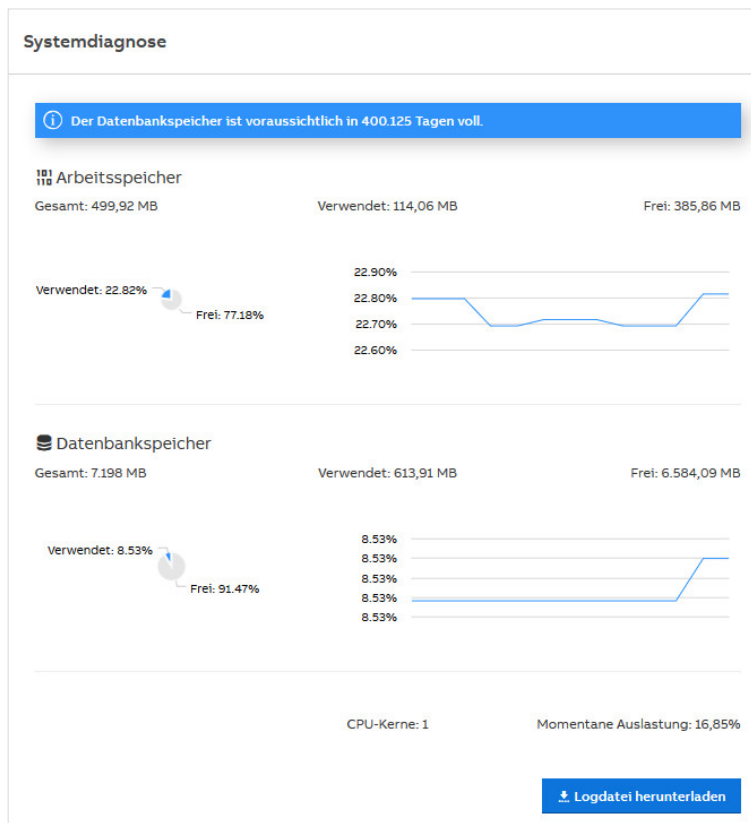 Systemdiagnose
Der Datenbankspeicher ist voraussichtlich in 400.125 Tagen voll.
Arbeitsspeicher
Gesamt: 499,92 MB Verwendet: 114,06 MB Frei: 385,86 MB
22.90%
Verwendet: 22.82% 22.80%
Frei: 77.18% 22.70%
22.60%
Datenbankspeicher
Gesamt: 7.198 MB Verwendet: 613,91 MB Frei: 6.584,09 MB
8.53%
Verwendet: 8.53% 8.53%
8.53%
Frei: 91.47% 8.53%
8.53%
CPU-Kerne: 1 Momentane Auslastung: 16,85%
Logdatei herunterladen